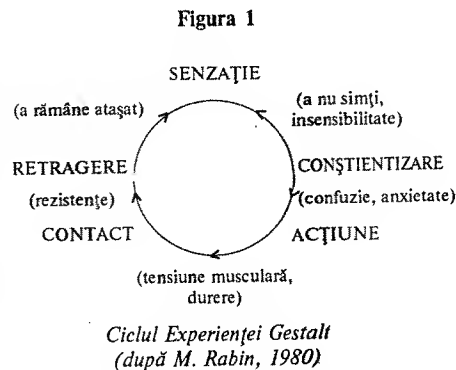 Figura 1
SENZAŢIE
(a rămâne ataşat)
(a nu simţi,
insensibilitate)
RETRAGERE
CONŞTIENTIZARE
(rezistenţe)
(confuzie, anxietate)
CONTACT
ACŢIUNE
(tensiune musculară,
durere)
Ciclul Experienţei Gestalt
(după M. Rabin, 1980)